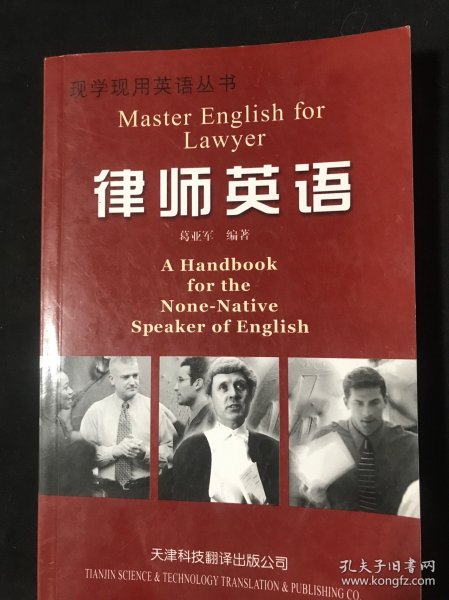 现学现用英语丛书
Master English for
Lawyer
律师英语
葛亚军 编著
A Handbook
for the
None-Native
Speaker of English
天津科技翻译出版公司
TIANJIN SCIENCE & TECHNOLOGY TRANSLATION & PUBLISHING CO.
孔夫子旧书网
www.kongfz.com